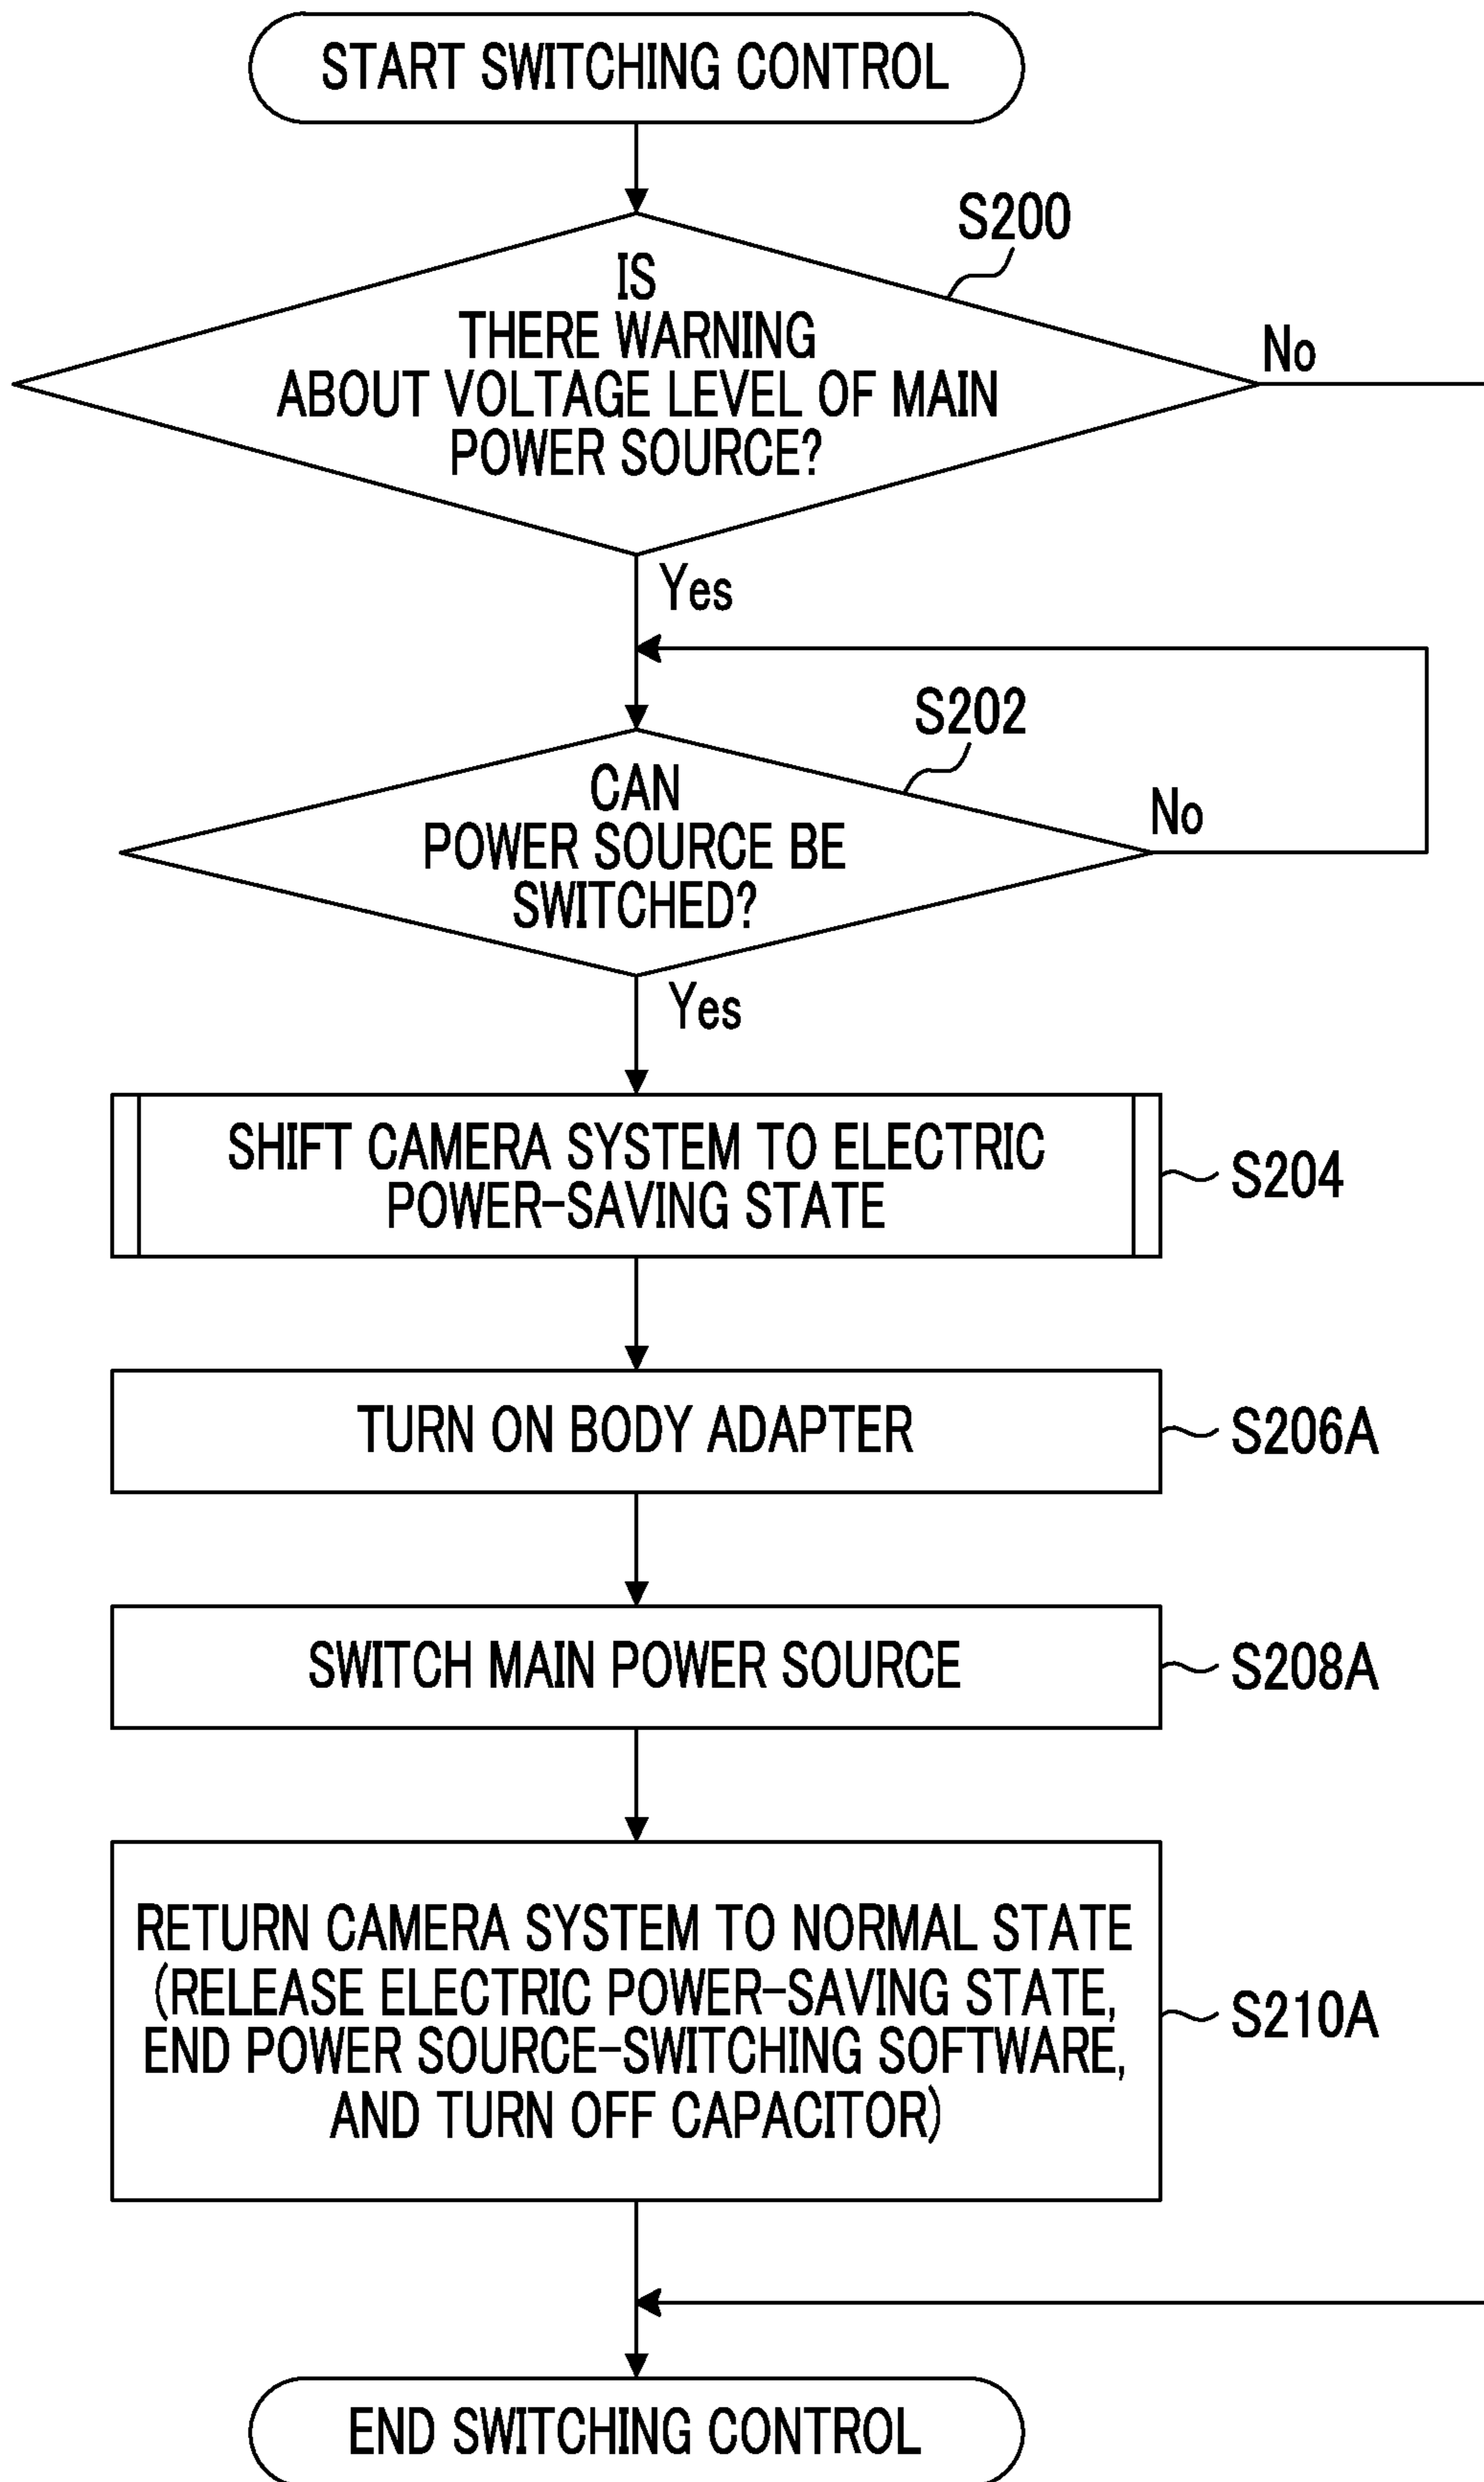 START SWITCHING CONTROL
S200
IS
THERE WARNING
ABOUT VOLTAGE LEVEL OF MAIN
POWER SOURCE?
No
Yes
S202
CAN
POWER SOURCE BE
SWITCHED?
No
Yes
SHIFT CAMERA SYSTEM TO ELECTRIC
POWER-SAVING STATE
S204
TURN ON BODY ADAPTER
S206A
SWITCH MAIN POWER SOURCE
S208A
RETURN CAMERA SYSTEM TO NORMAL STATE
(RELEASE ELECTRIC POWER-SAVING STATE,
END POWER SOURCE-SWITCHING SOFTWARE,
AND TURN OFF CAPACITOR)
S210A
END SWITCHING CONTROL